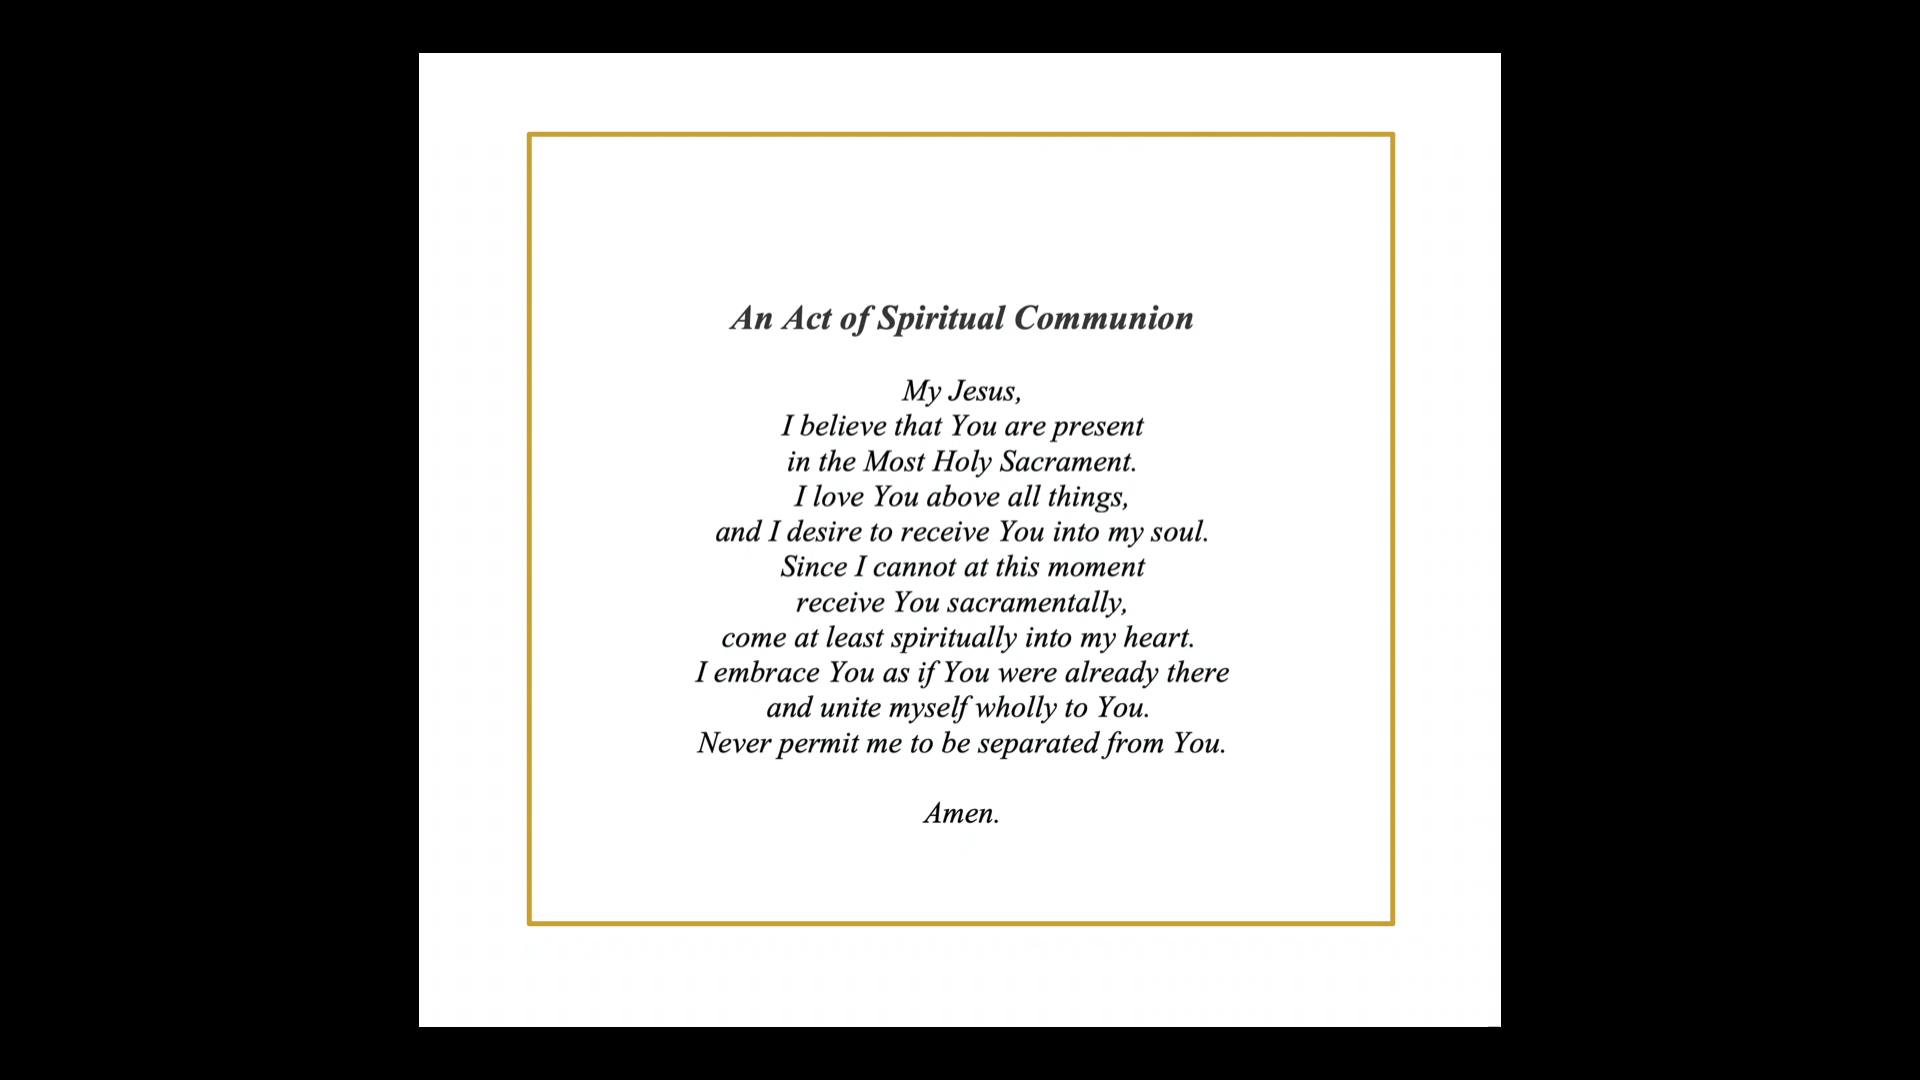 An Act of Spiritual Communion
My Jesus,
I believe that You are present
in the Most Holy Sacrament.
I love You above all things,
and I desire to receive You into my soul.
Since I cannot at this moment
receive You sacramentally,
come at least spiritually into my heart.
I embrace You as if You were already there
and unite myself wholly to You.
Never permit me to be separated from You.
Amen.